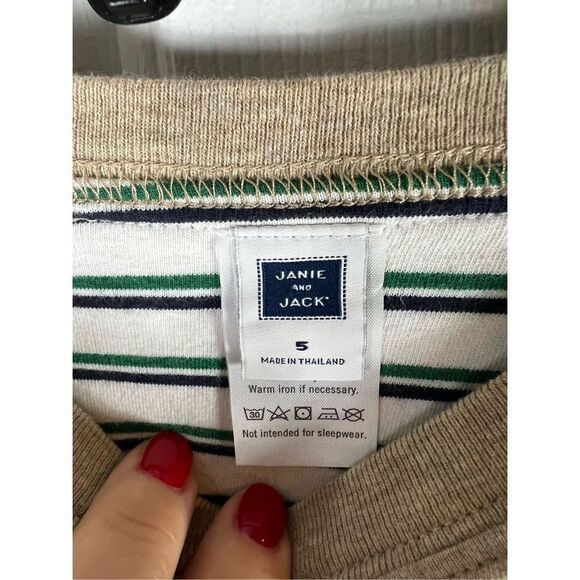 JANIE
AND
JACK®
5
MADE IN THAILAND
Warm iron if necessary.
30
Not intended for sleepwear.